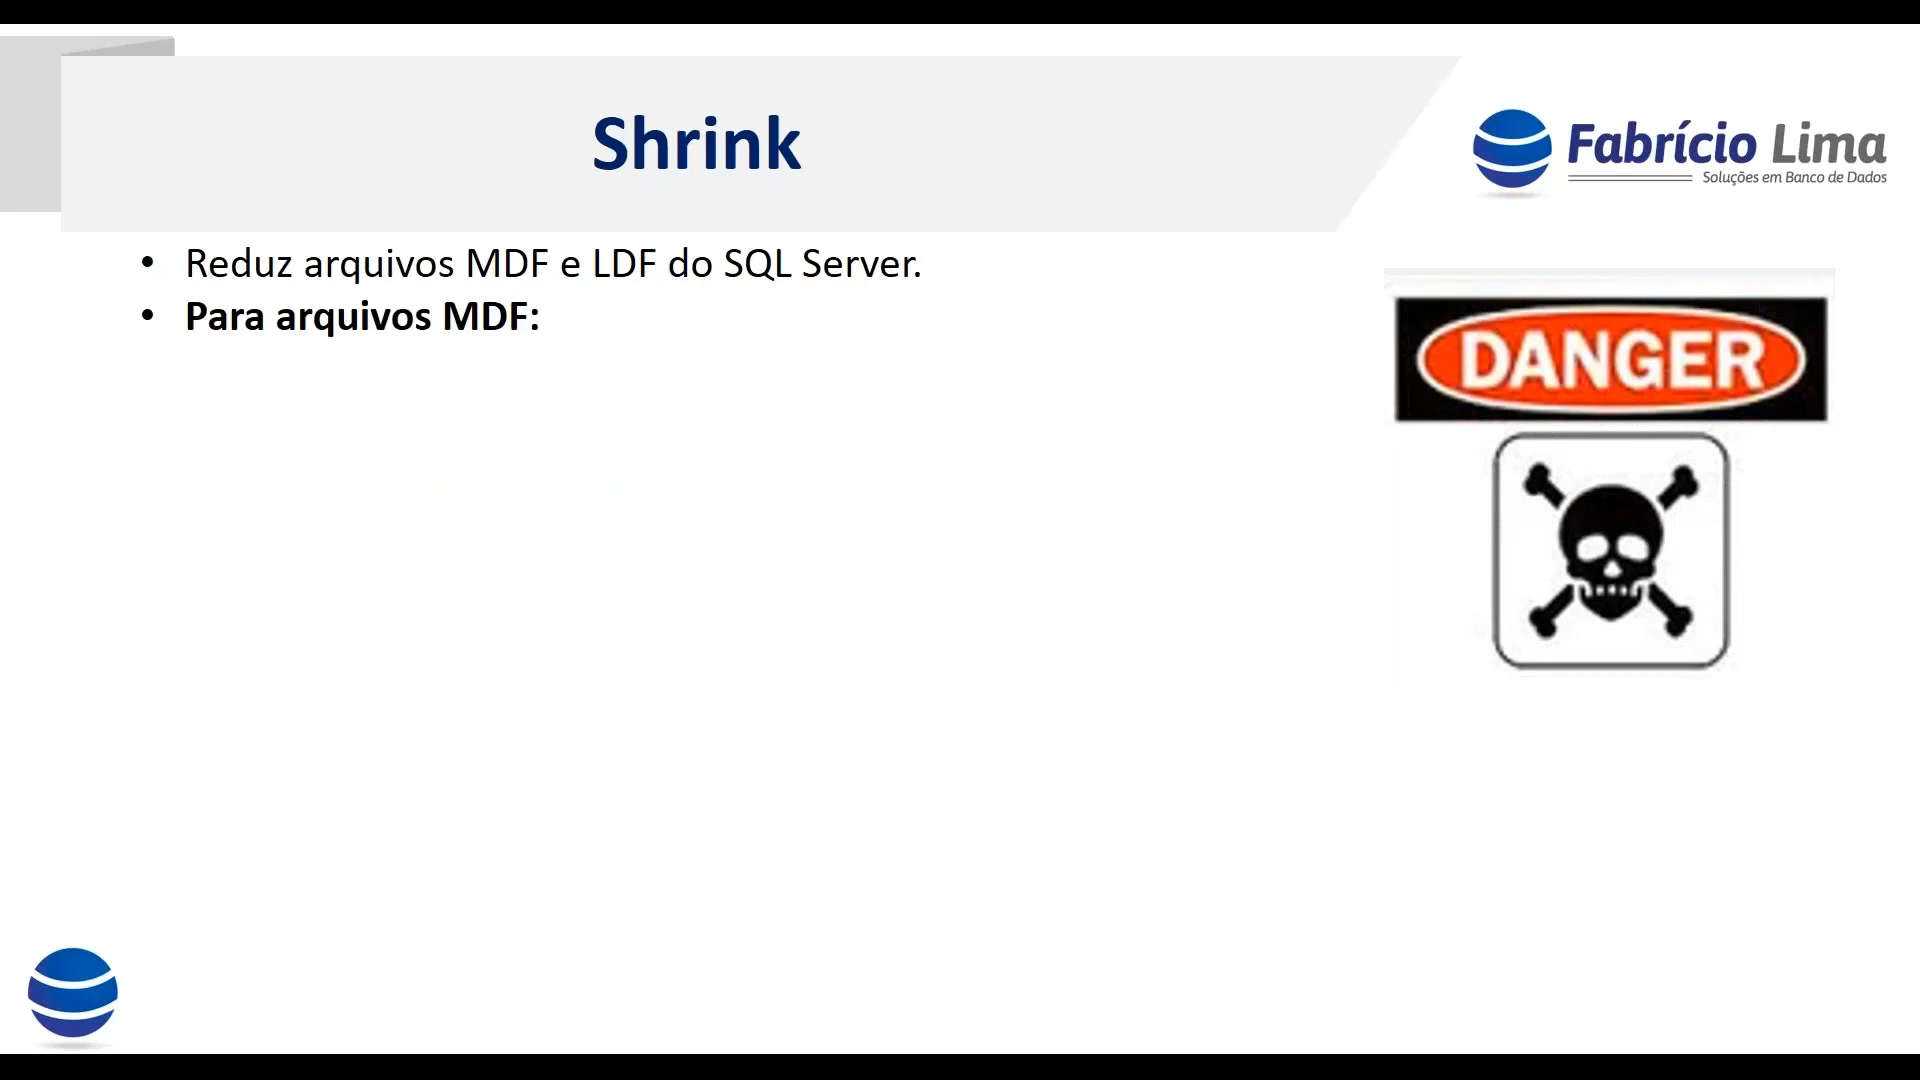 Shrink
Fabrício Lima
Soluções em Banco de Dados
• Reduz arquivos MDF e LDF do SQL Server.
• Para arquivos MDF:
DANGER